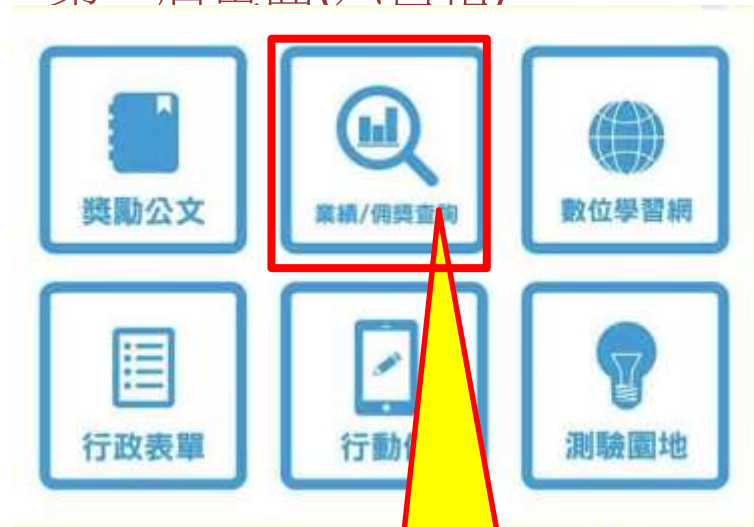 獎勵公文
業績/佣獎查詢
數位學習網
行政表單
行動
測驗園地